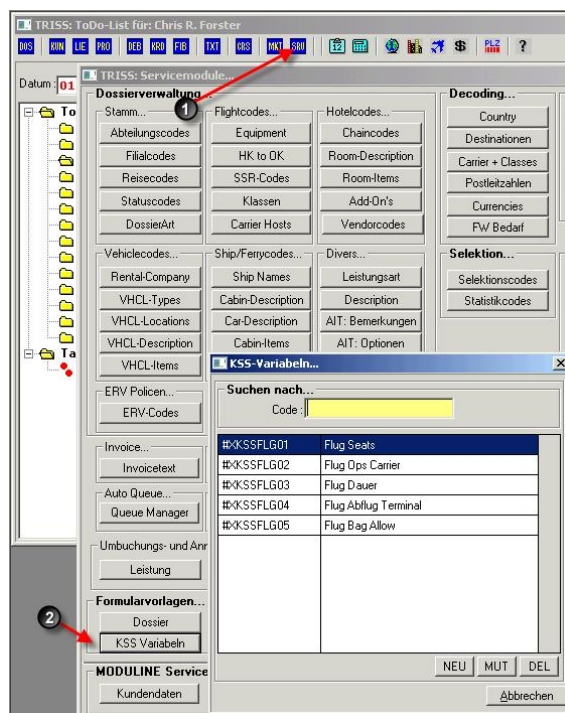 TRISS: ToDo-List für: Chris R. Forster
DOS KUN LIE PRO DEB KRD FIB TXT CRS MKT SRV 12 $ PLZ ?
Datum : 01
TRISS: Servicemodule...
1
Dossierverwaltung...
Stamm...
Abteilungscodes
Filialcodes
Reisecodes
Statuscodes
DossierArt
Flightcodes...
Equipment
HK to OK
SSR-Codes
Klassen
Carrier Hosts
Hotelcodes...
Chaincodes
Room-Description
Room-Items
Add-On's
Vendorcodes
Decoding...
Country
Destinationen
Carrier + Classes
Postleitzahlen
Currencies
FW Bedarf
To
Ta
Vehiclecodes...
Rental-Company
VHCL-Types
VHCL-Locations
VHCL-Description
VHCL-Items
Ship/Ferrycodes...
Ship Names
Cabin-Description
Car-Description
Cabin-Items
Divers...
Leistungsart
Description
AIT: Bemerkungen
AIT: Optionen
Selektion...
Selektionscodes
Statistikcodes
ERV Policen...
ERV-Codes
Invoice...
Invoicetext
Auto Queue...
Queue Manager
Umbuchungs- und Anr
Leistung
Formularvorlagen...
Dossier
2
KSS Variabeln
MODULINE Service
Kundendaten
KSS-Variabeln...
Suchen nach...
Code :
#XKSSFLG01 Flug Seats
#XKSSFLG02 Flug Ops Carrier
#XKSSFLG03 Flug Dauer
#XKSSFLG04 Flug Abflug Terminal
#XKSSFLG05 Flug Bag Allow
NEU MUT DEL
Abbrechen